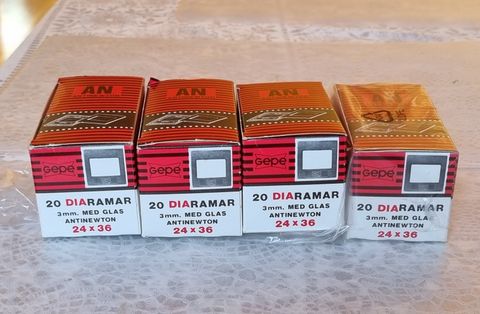 AN
Gepe
20 DIARAMAR
3mm. MED GLAS
ANTINEWTON
24 x 36
AN
Gepe
20 DIARAMAR
3mm. MED GLAS
ANTINEWTON
24 x 36
AN
Gepe
20 DIARAMAR
3mm. MED GLAS
ANTINEWTON
24 x 36
AN
Gepe
20 DIARAMAR
3mm. MED GLAS
ANTINEWTON
24 x 36